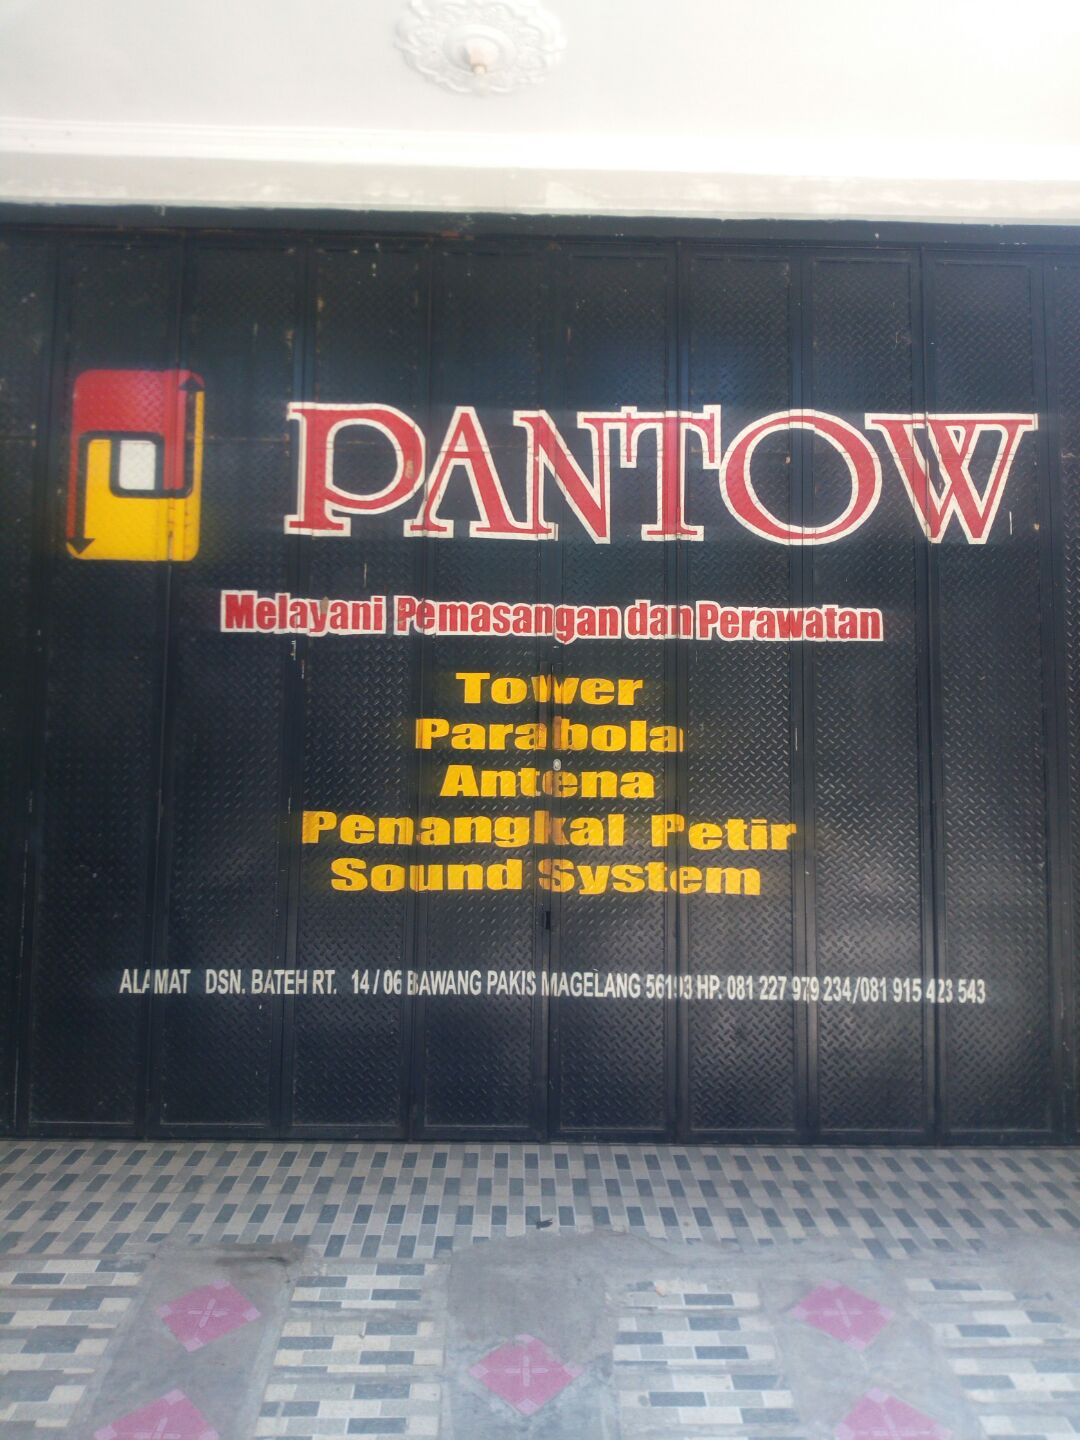 PANTOW
Melayani Pemasangan dan Perawatan
Tower
Parabola
Antena
Penangkal Petir
Sound System
ALAMAT DSN. BATEH RT. 14 / 06 BAWANG PAKIS MAGELANG 56193 HP. 081 227 979 234 / 081 915 423 543